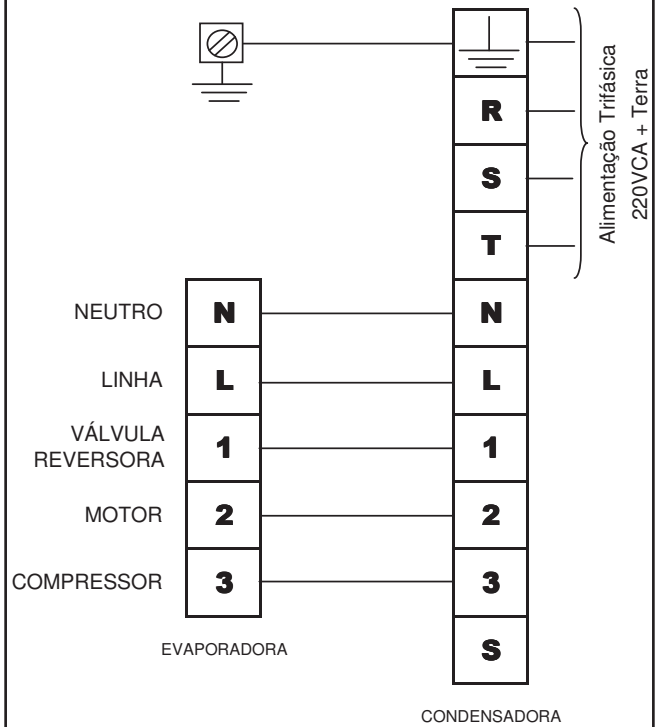 R
S
T
Alimentação Trifásica
220VCA + Terra
NEUTRO
N
N
LINHA
L
L
VÁLVULA
REVERSORA
1
1
MOTOR
2
2
COMPRESSOR
3
3
EVAPORADORA
S
CONDENSADORA